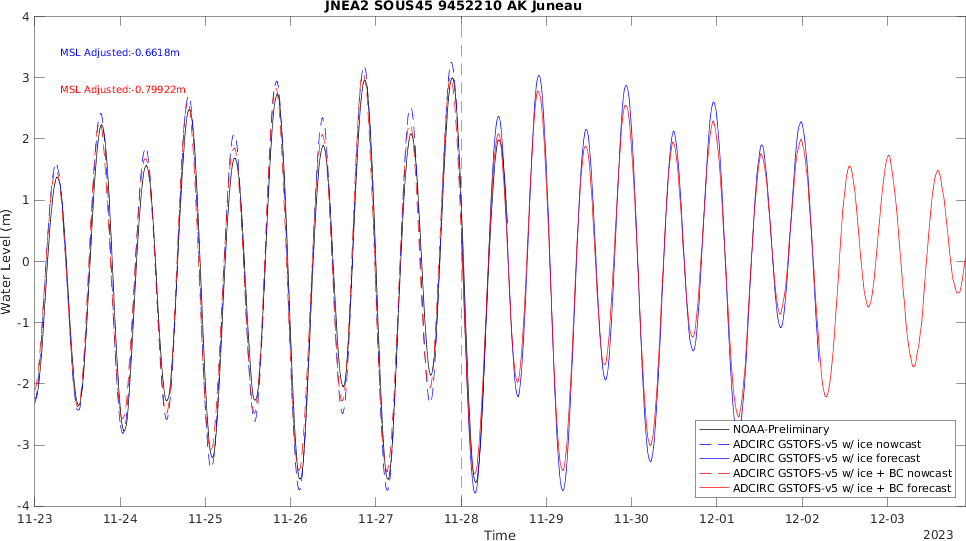 JNEA2 SOUS45 9452210 AK Juneau
MSL Adjusted:-0.6618m
MSL Adjusted:-0.79922m
Water Level (m)
4
3
2
1
0
-1
-2
-3
-4
NOAA-Preliminary
ADCIRC GSTOFS-v5 w/ ice nowcast
ADCIRC GSTOFS-v5 w/ ice forecast
ADCIRC GSTOFS-v5 w/ ice + BC nowcast
ADCIRC GSTOFS-v5 w/ ice + BC forecast
11-23 11-24 11-25 11-26 11-27 11-28 11-29 11-30 12-01 12-02 12-03
Time
2023